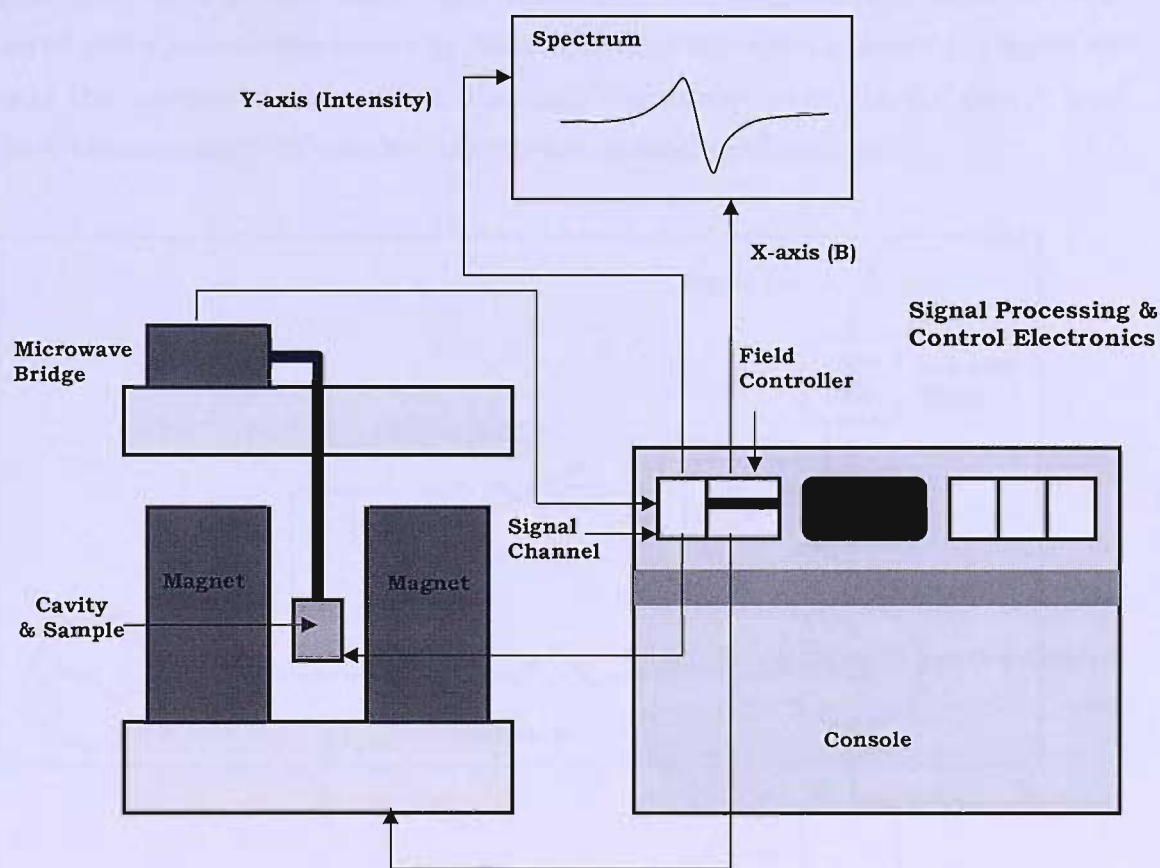 Spectrum
Y-axis (Intensity)
X-axis (B)
Signal Processing &
Control Electronics
Microwave
Bridge
Field
Controller
Signal
Channel
Magnet
Magnet
Cavity
& Sample
Console